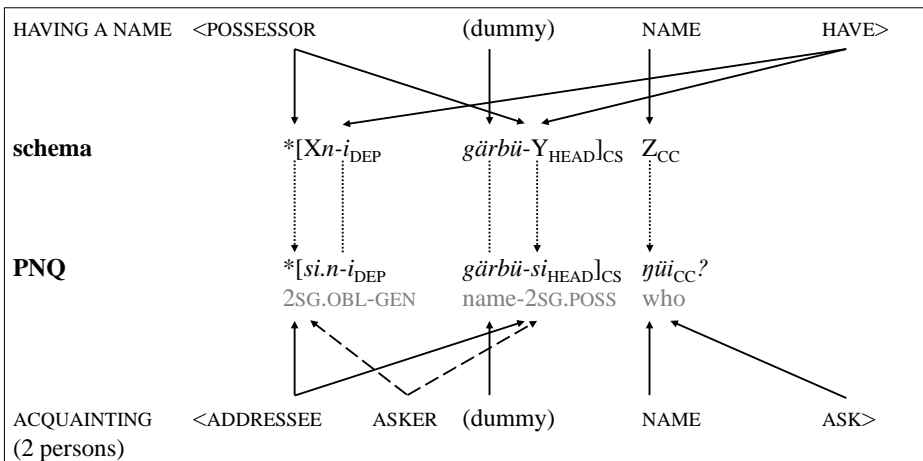 HAVING A NAME <POSSESSOR (dummy) NAME HAVE>
schema *[Xn-iDEP gärbü-YHEAD]CS ZCC
PNQ *[si.n-iDEP gärbü-siHEAD]CS ŋüiCC?
2SG.OBL-GEN name-2SG.POSS who
ACQUAINTING <ADDRESSEE ASKER (dummy) NAME ASK>
(2 persons)